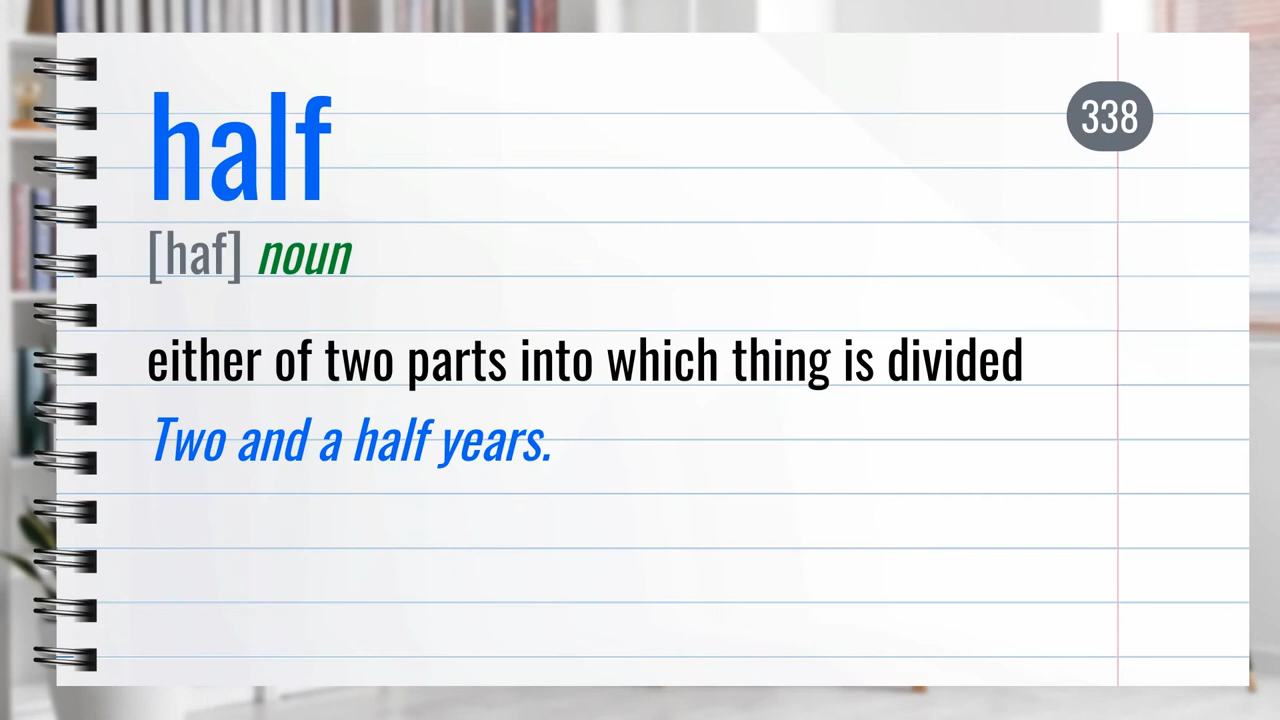 half
338
[haf] noun
either of two parts into which thing is divided
Two and a half years.